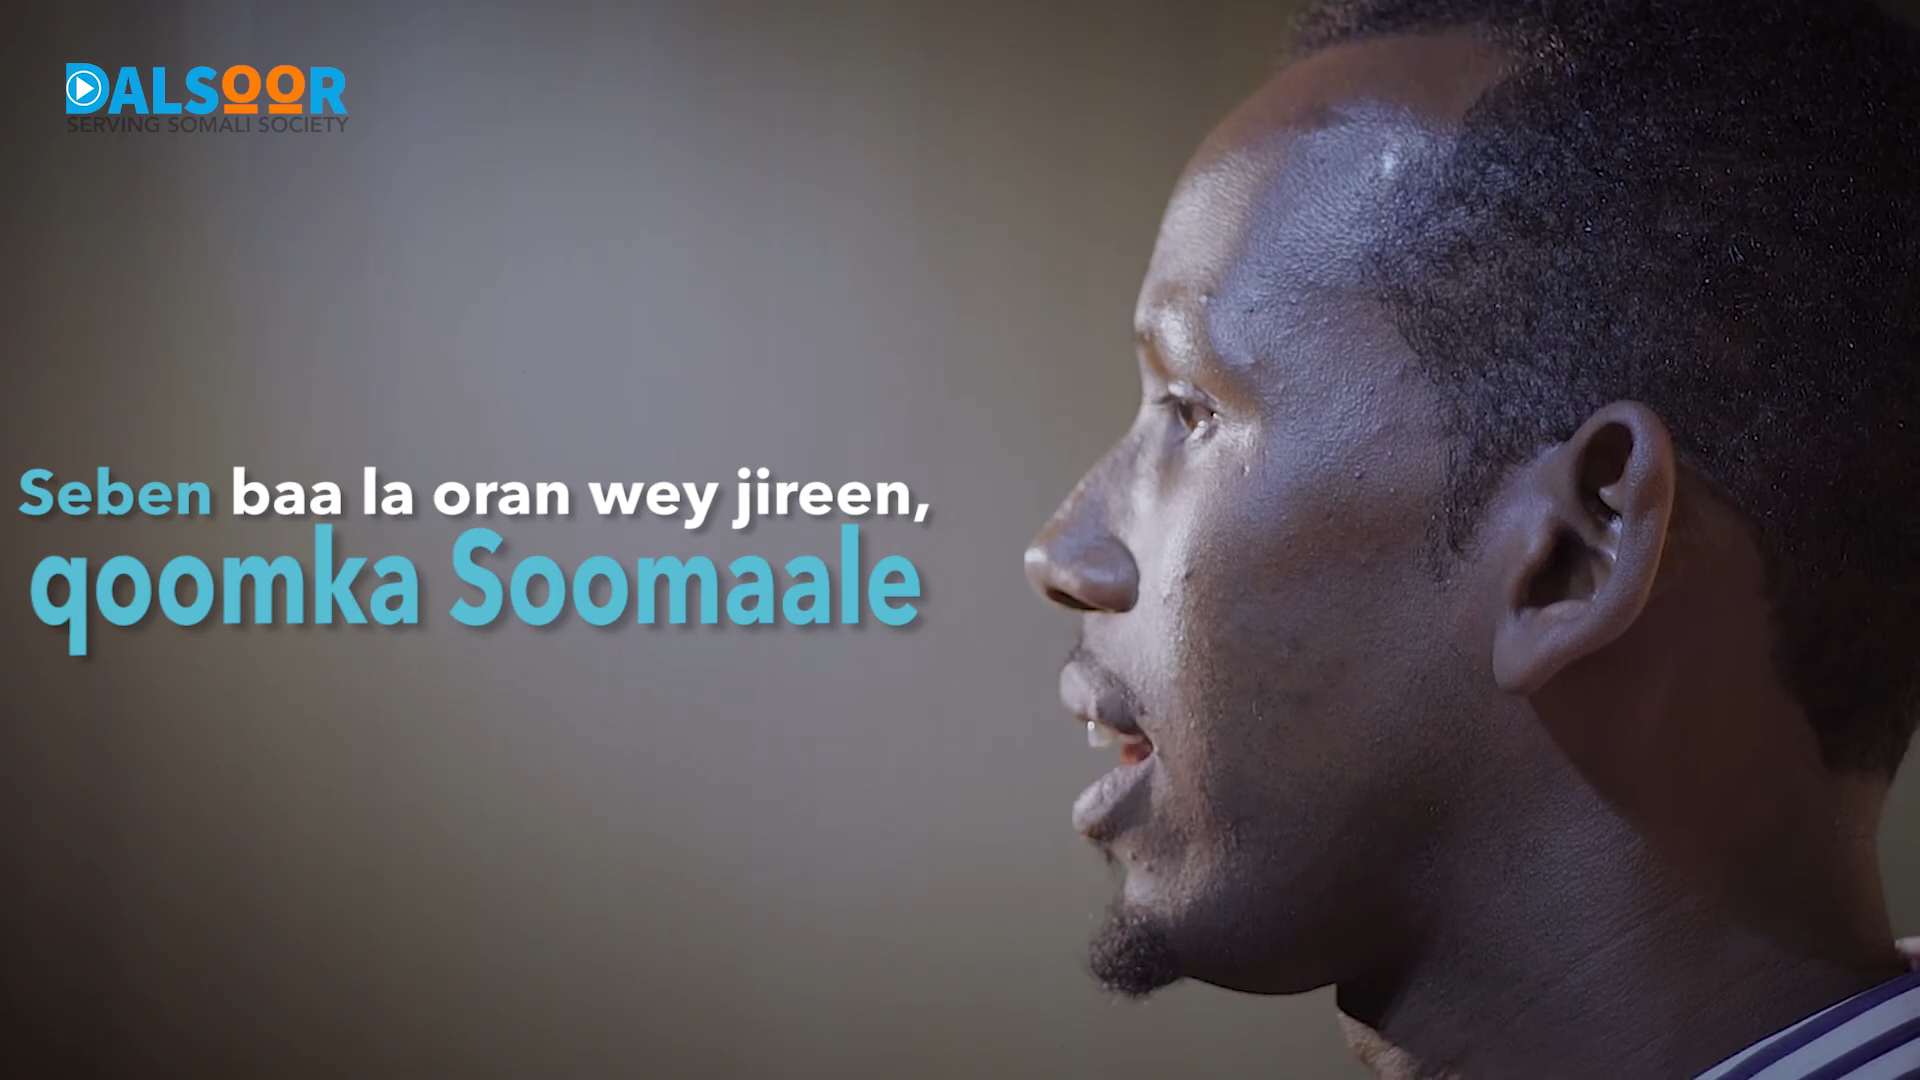 DALSOOR
SERVING SOMALI SOCIETY
Seben baa la oran wey jireen,
qoomka Soomaale